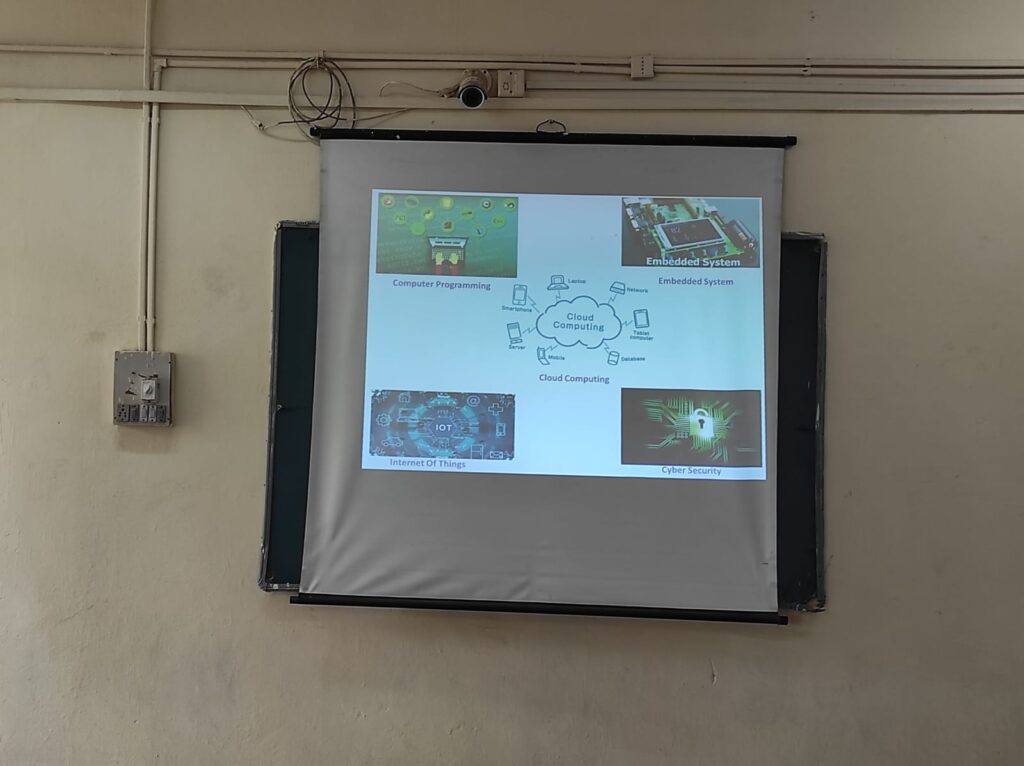 Embedded System
Computer Programming
Embedded System
Laptop
Network
Smartphone
Cloud
Computing
Tablet
computer
Server
Mobile
Database
Cloud Computing
IOT
Internet Of Things
Cyber Security